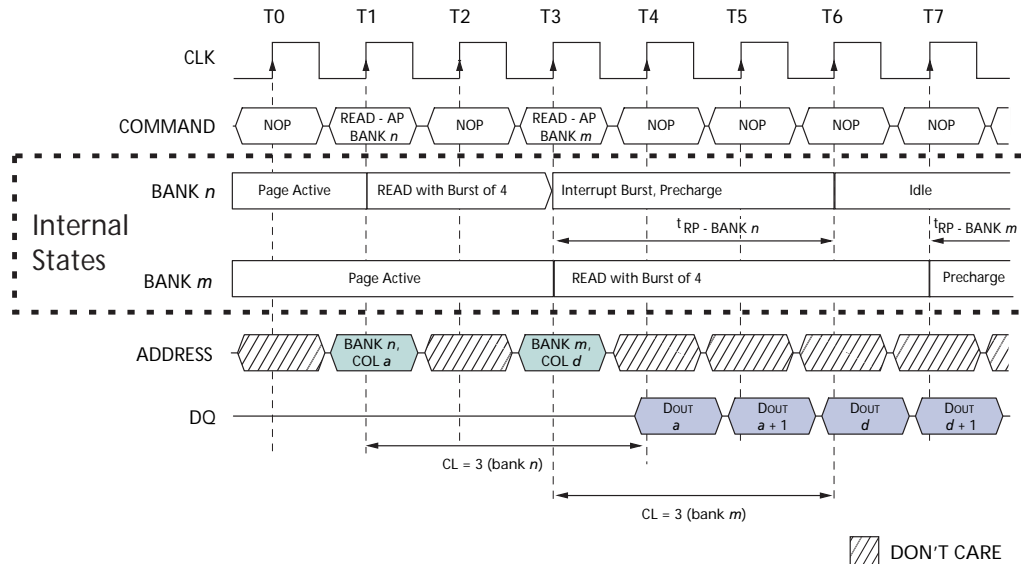 T0 T1 T2 T3 T4 T5 T6 T7
CLK
COMMAND NOP READ - AP BANK n NOP READ - AP BANK m NOP NOP NOP NOP
Internal States
BANK n Page Active READ with Burst of 4 Interrupt Burst, Precharge Idle
tRP - BANK n tRP - BANK m
BANK m Page Active READ with Burst of 4 Precharge
ADDRESS BANK n, COL a BANK m, COL d
DQ DOUT a DOUT a + 1 DOUT d DOUT d + 1
CL = 3 (bank n)
CL = 3 (bank m)
DON'T CARE